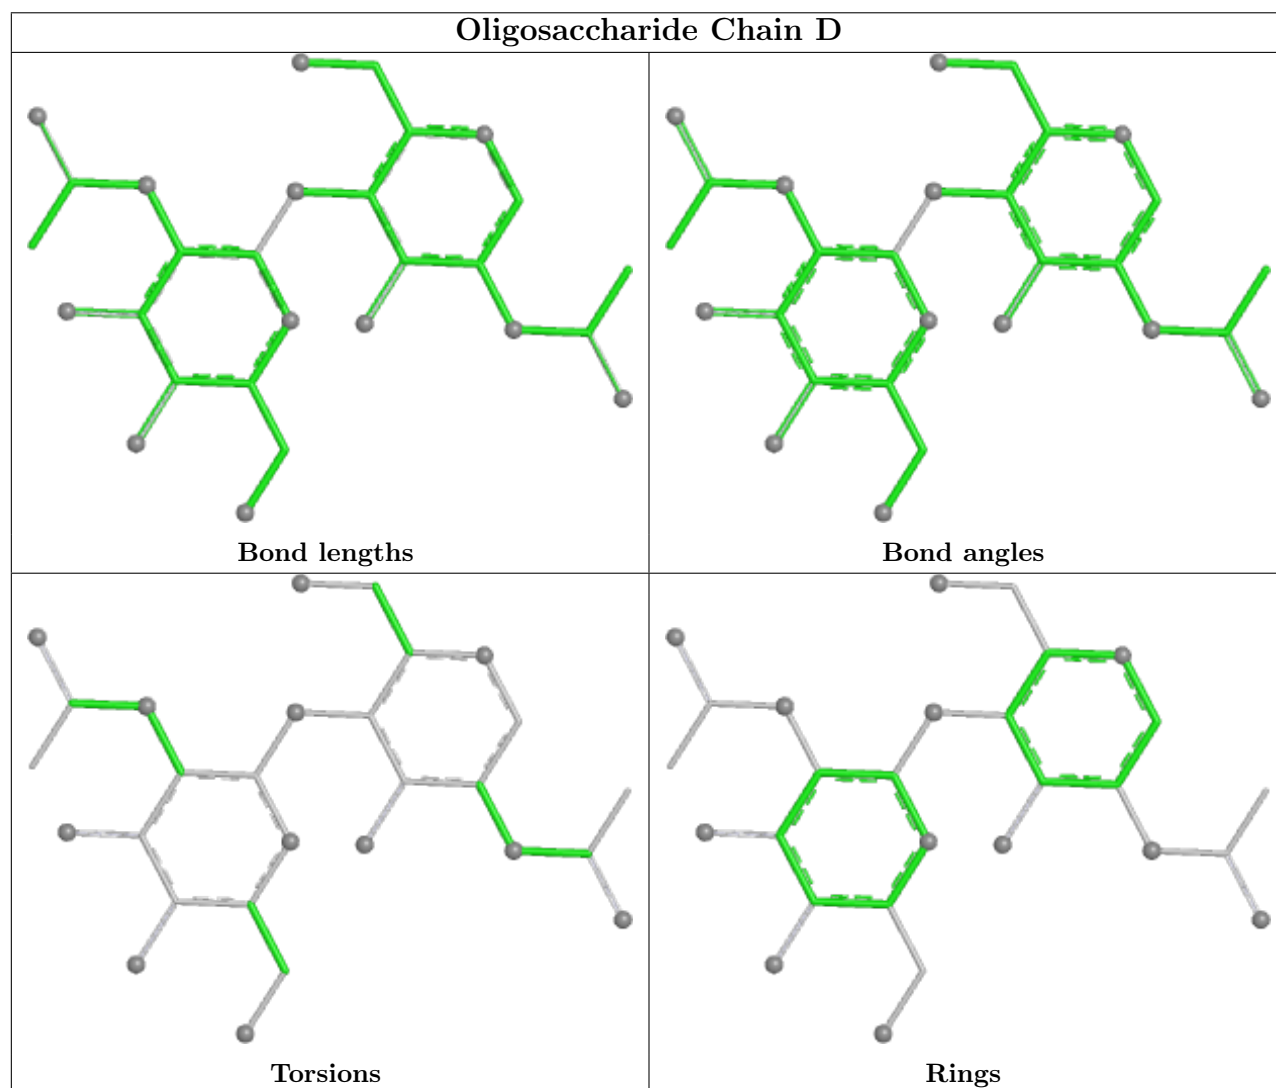 Oligosaccharide Chain D
Bond lengths
Bond angles
Torsions
Rings